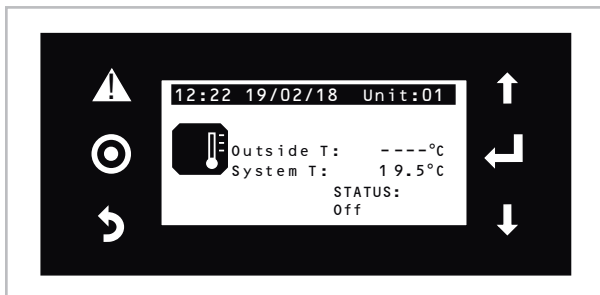 12:22 19/02/18 Unit:01
Outside T: ----°C
System T: 19.5°C
STATUS:
Off